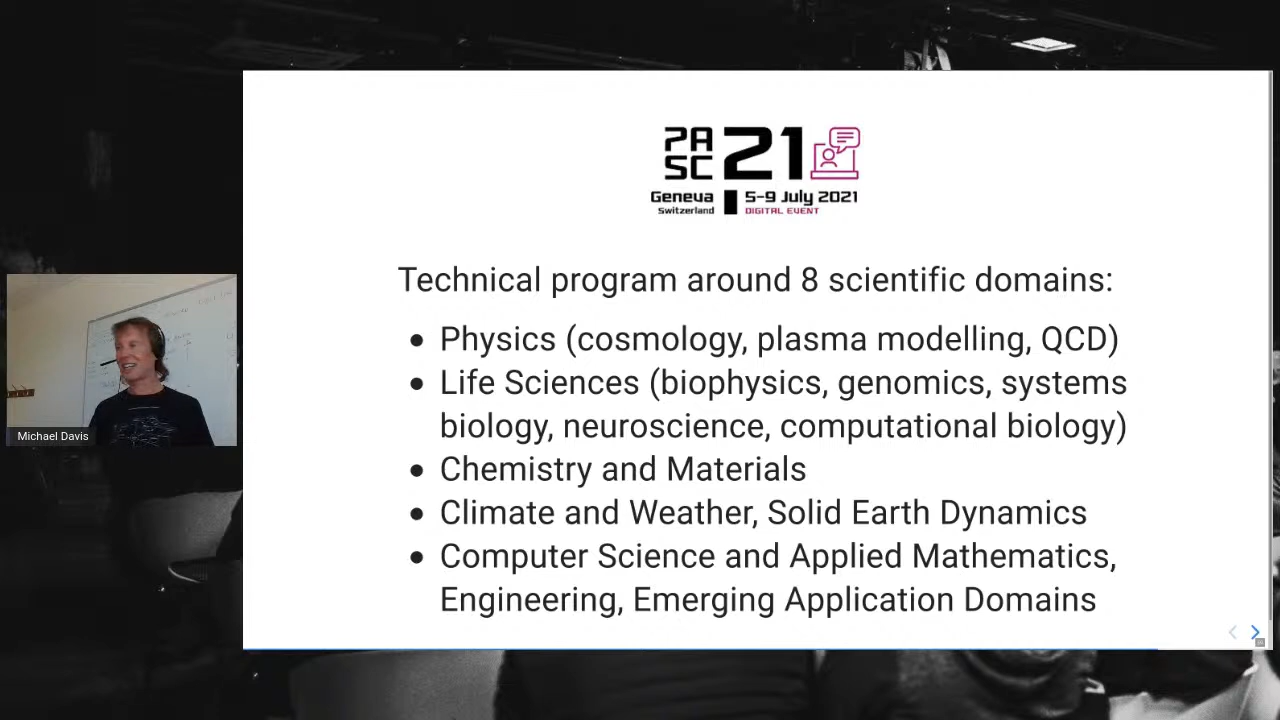 PA
SC
21
Geneva
Switzerland
5-9 July 2021
DIGITAL EVENT
Technical program around 8 scientific domains:
• Physics (cosmology, plasma modelling, QCD)
• Life Sciences (biophysics, genomics, systems
biology, neuroscience, computational biology)
• Chemistry and Materials
• Climate and Weather, Solid Earth Dynamics
• Computer Science and Applied Mathematics,
Engineering, Emerging Application Domains
Michael Davis